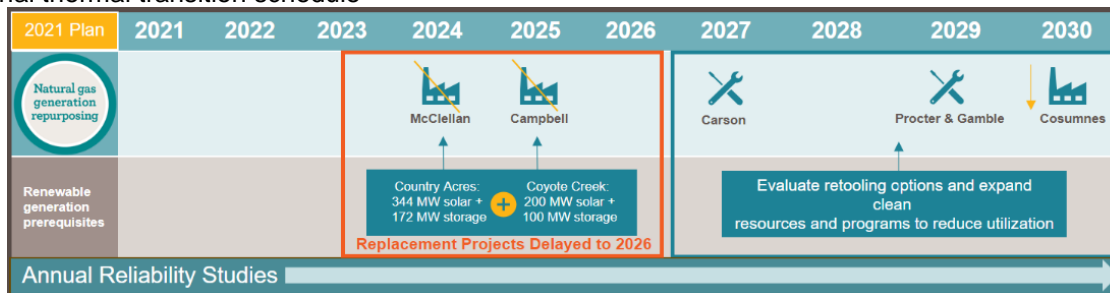 2021 Plan 2021 2022 2023 2024 2025 2026 2027 2028 2029 2030
Natural gas
generation
repurposing
McClellan Campbell Carson Procter & Gamble Cosumnes
Renewable
generation
prerequisites
Country Acres:
344 MW solar +
172 MW storage
Coyote Creek:
200 MW solar +
100 MW storage
Replacement Projects Delayed to 2026
Evaluate retooling options and expand
clean
resources and programs to reduce utilization
Annual Reliability Studies